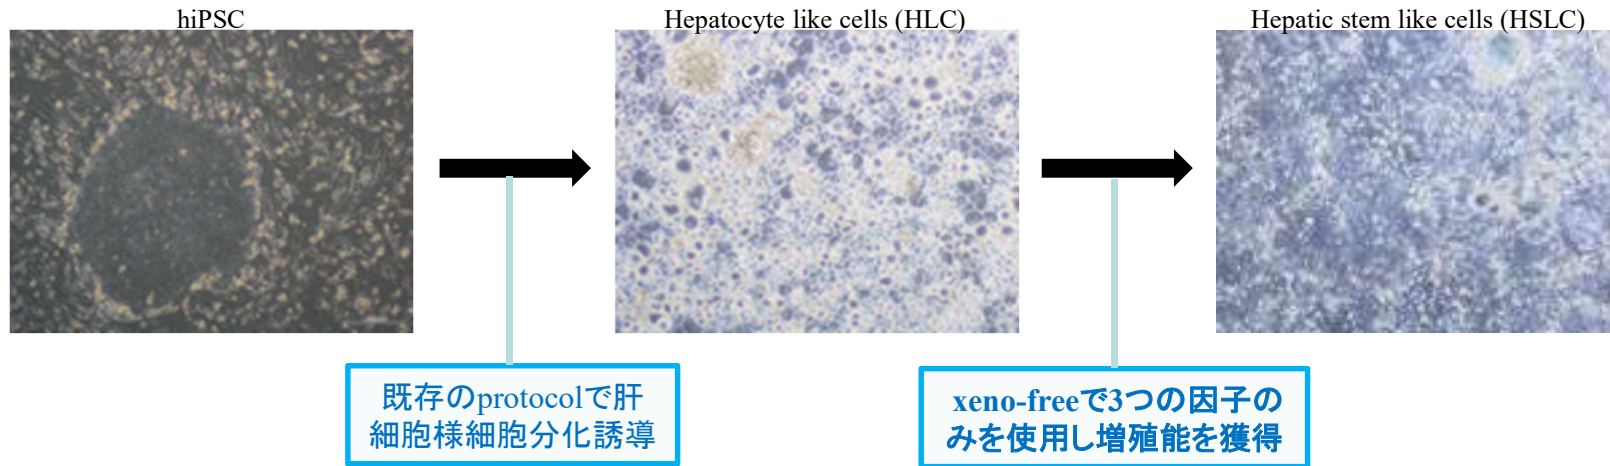 hiPSC
Hepatocyte like cells (HLC)
Hepatic stem like cells (HSLC)
既存のprotocolで肝
細胞様細胞分化誘導
xeno-freeで3つの因子の
みを使用し増殖能を獲得